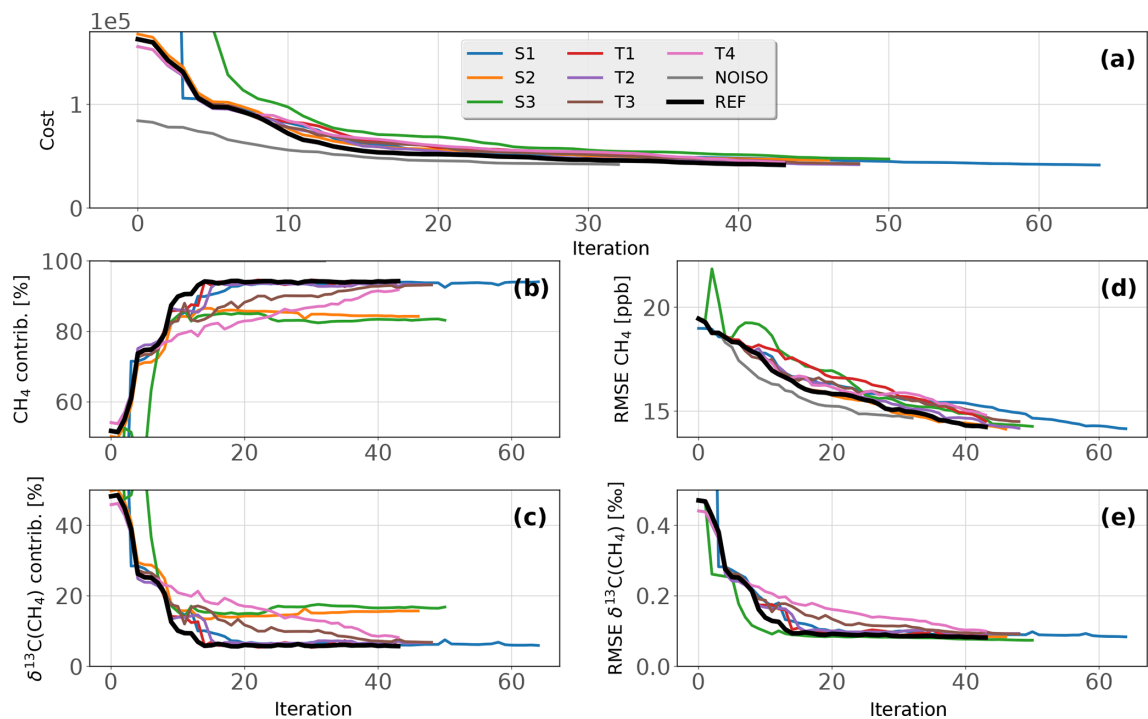 1e5
(a)
S1 T1 T4
S2 T2 NOISO
S3 T3 REF
Cost
1
0
0 10 20 30 40 50 60
Iteration
(b)
CH4 contrib. [%]
100
80
60
0 20 40 60
(d)
RMSE CH4 [ppb]
20
15
0 20 40 60
(c)
δ13C(CH4) contrib. [%]
40
20
0
0 20 40 60
Iteration
(e)
RMSE δ13C(CH4) [‰]
0.4
0.2
0.0
0 20 40 60
Iteration